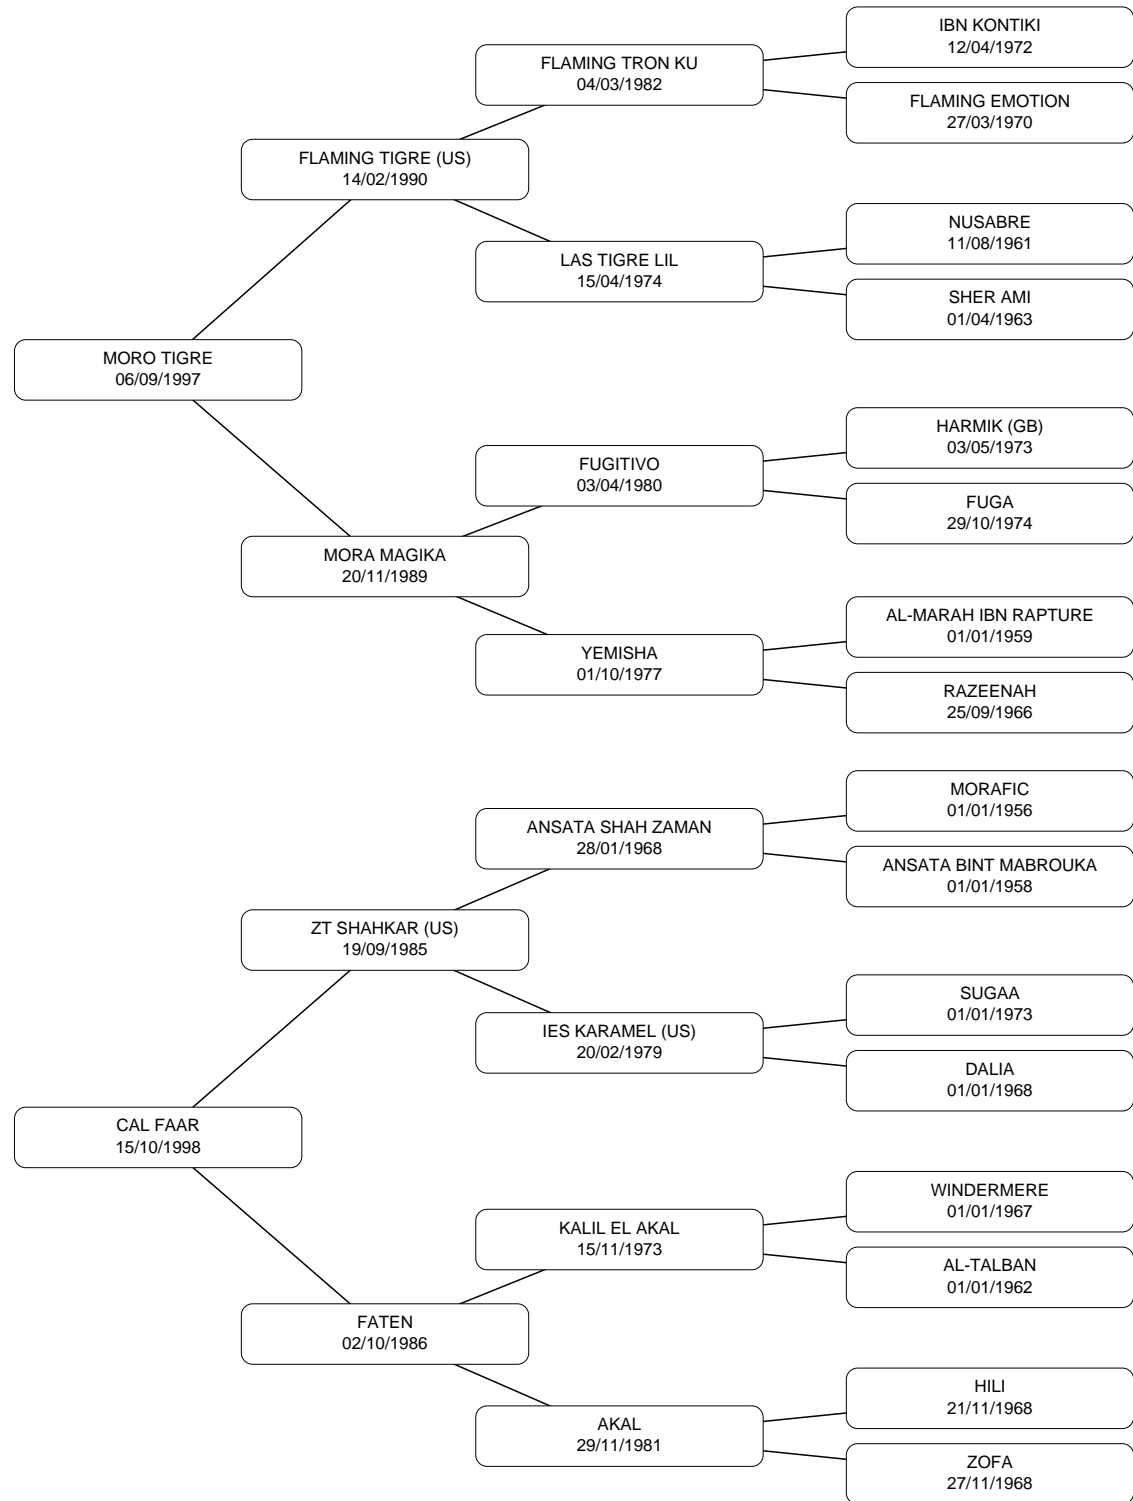 IBN KONTIKI
12/04/1972
FLAMING TRON KU
04/03/1982
FLAMING EMOTION
27/03/1970
FLAMING TIGRE (US)
14/02/1990
NUSABRE
11/08/1961
LAS TIGRE LIL
15/04/1974
SHER AMI
01/04/1963
MORO TIGRE
06/09/1997
HARMIK (GB)
03/05/1973
FUGITIVO
03/04/1980
FUGA
29/10/1974
MORA MAGIKA
20/11/1989
AL-MARAH IBN RAPTURE
01/01/1959
YEMISHA
01/10/1977
RAZEENAH
25/09/1966
MORAFIC
01/01/1956
ANSATA SHAH ZAMAN
28/01/1968
ANSATA BINT MABROUKA
01/01/1958
ZT SHAHKAR (US)
19/09/1985
SUGAA
01/01/1973
IES KARAMEL (US)
20/02/1979
DALIA
01/01/1968
CAL FAAR
15/10/1998
WINDERMERE
01/01/1967
KALIL EL AKAL
15/11/1973
AL-TALBAN
01/01/1962
FATEN
02/10/1986
HILI
21/11/1968
AKAL
29/11/1981
ZOFA
27/11/1968